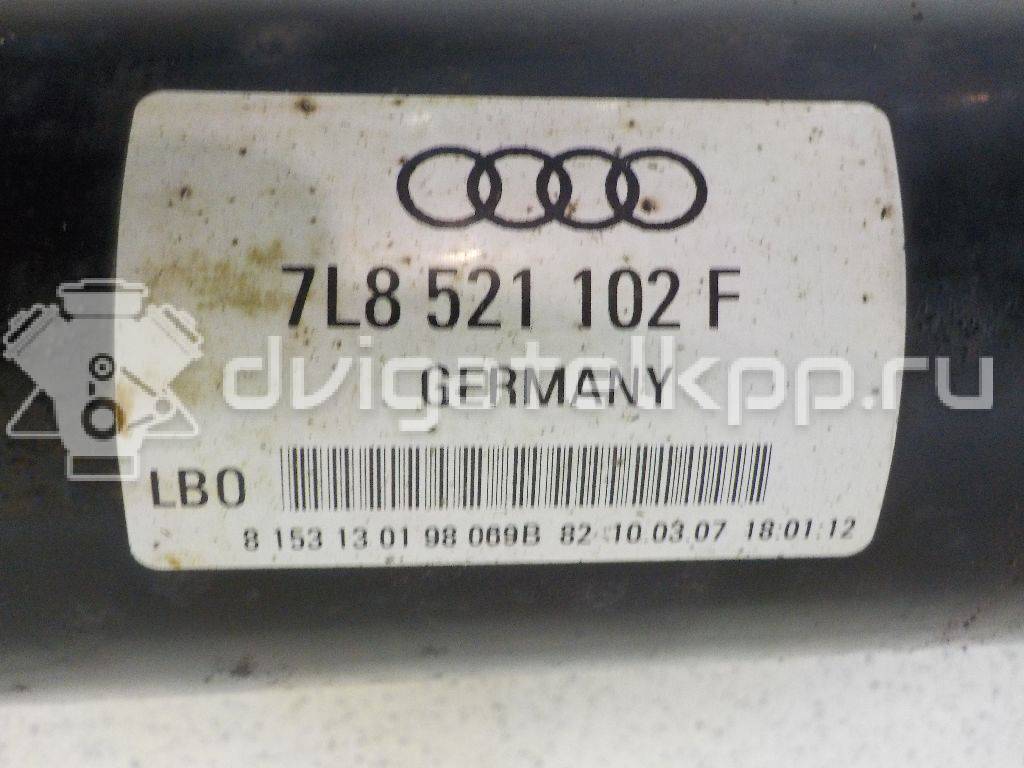 7L8 521 102 F
dvigatelkpp.ru
GERMANY
LB0
8 153 13 01 98 069B 82 10.03.07 18:01:12